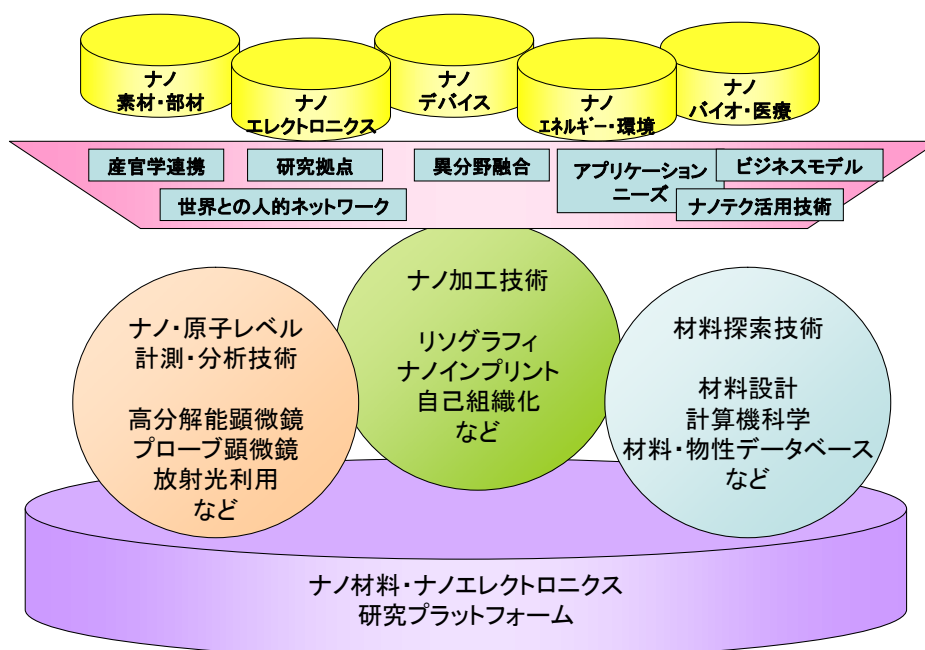 ナノ
素材・部材
ナノ
エレクトロニクス
ナノ
デバイス
ナノ
エネルギー・環境
ナノ
バイオ・医療
産官学連携
研究拠点
異分野融合
アプリケーション
ニーズ
ビジネスモデル
世界との人的ネットワーク
ナノテク活用技術
ナノ・原子レベル
計測・分析技術
高分解能顕微鏡
プローブ顕微鏡
放射光利用
など
ナノ加工技術
リソグラフィ
ナノインプリント
自己組織化
など
材料探索技術
材料設計
計算機科学
材料・物性データベース
など
ナノ材料・ナノエレクトロニクス
研究プラットフォーム